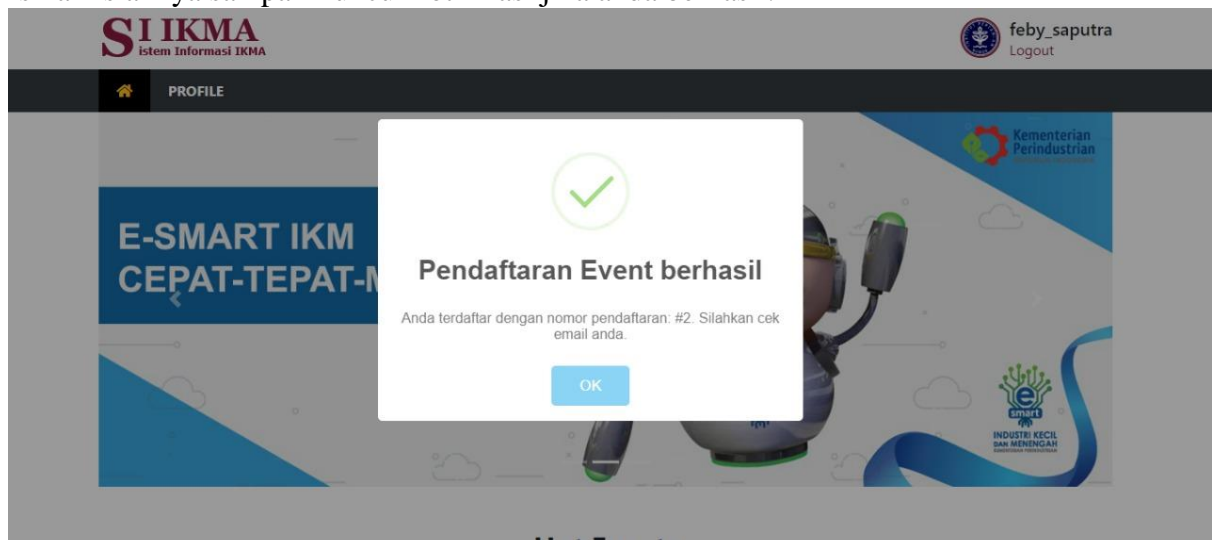 SI IKMA
istem Informasi IKMA
feby_saputra
Logout
PROFILE
Kementerian
Perindustrian
E-SMART IKM
CEPAT-TEPAT-M
Pendaftaran Event berhasil
Anda terdaftar dengan nomor pendaftaran: #2. Silahkan cek
email anda.
OK
e
smart
INDUSTRI KECIL
DAN MENENGAH